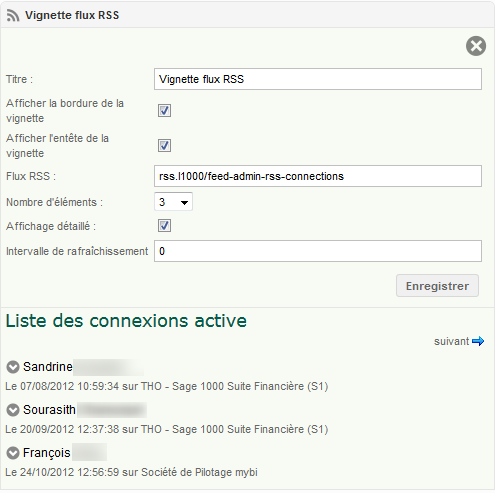 Vignette flux RSS
Titre :
Vignette flux RSS
Afficher la bordure de la
vignette
Afficher l'entête de la
vignette
Flux RSS :
rss.l1000/feed-admin-rss-connections
Nombre d'éléments :
3
Affichage détaillé :
Intervalle de rafraîchissement
0
Enregistrer
Liste des connexions active
suivant
Sandrine
Le 07/08/2012 10:59:34 sur THO - Sage 1000 Suite Financière (S1)
Sourasith
Le 20/09/2012 12:37:38 sur THO - Sage 1000 Suite Financière (S1)
François
Le 24/10/2012 12:56:59 sur Société de Pilotage mybi